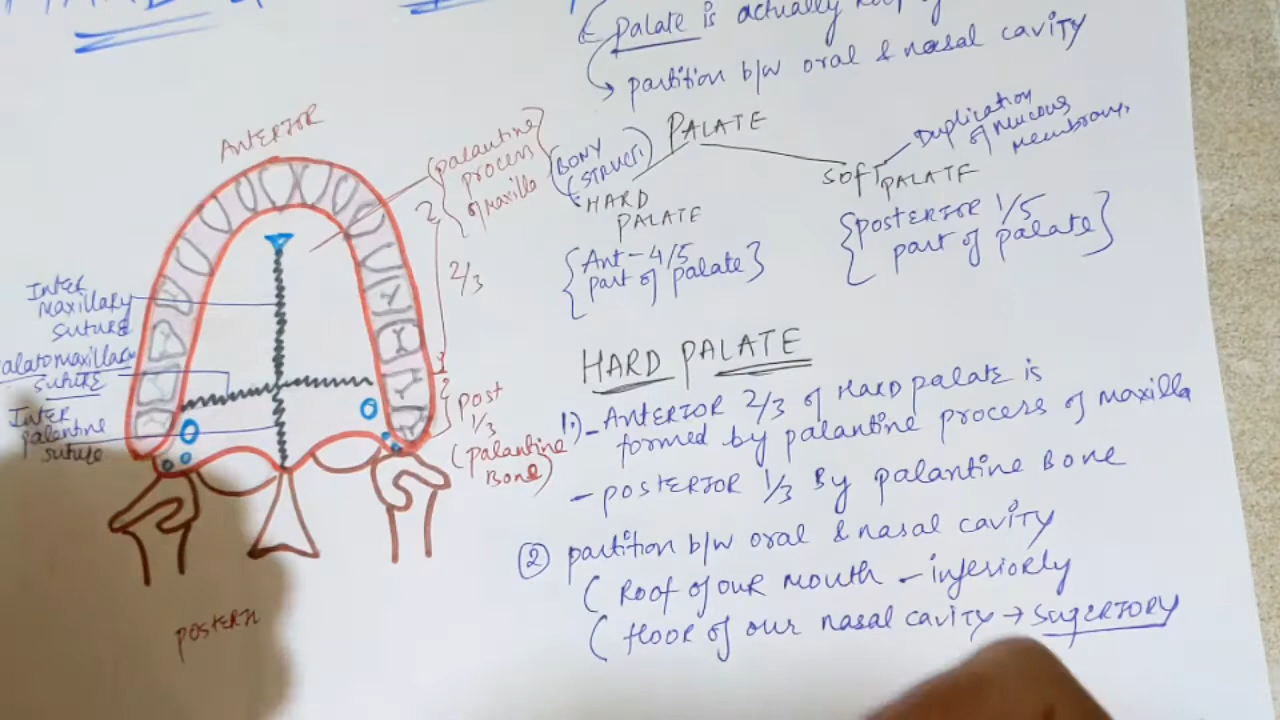 palate is actually
partition b/w oral & nasal cavity
PALATE
(BONY
STRUCT.)
HARD
PALATE
{Ant - 4/5
part of palate}
Duplication
of mucous
membrane.
SOFT
PALATE
{POSTERIOR 1/5
part of palate}
ANTERIOR
(palantine
process
of maxilla
2/3
INTER
MAXILLARY
SUTURE
alatomaxillary
SUTURE
INTER
palantine
suture
post
1/3
(palantine
BONE)
POSTERI
HARD PALATE
1) - ANTERIOR 2/3 of HARD palate is
formed by palantine process of maxilla
- POSTERIOR 1/3 By palantine BONE
② partition b/w oral & nasal cavity
( Roof of our mouth - inferiorly
( floor of our nasal cavity → SUPERIORY